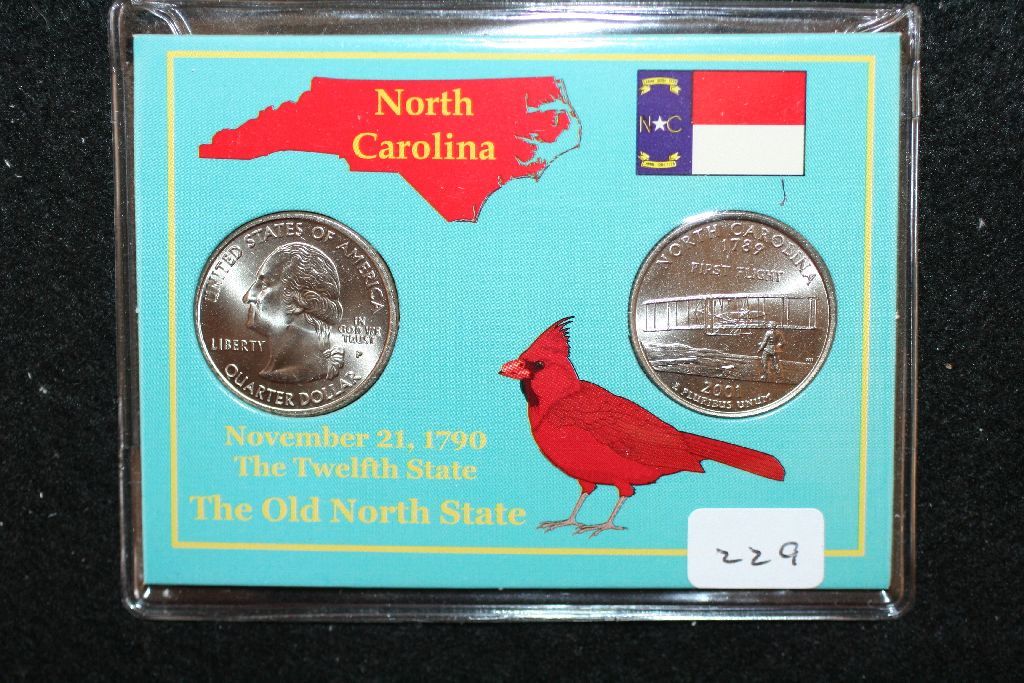 North
Carolina
N★C
UNITED STATES OF AMERICA
LIBERTY
IN
GOD WE
TRUST
P
QUARTER DOLLAR
NORTH CAROLINA
1789
FIRST FLIGHT
2001
E PLURIBUS UNUM
November 21, 1790
The Twelfth State
The Old North State
229